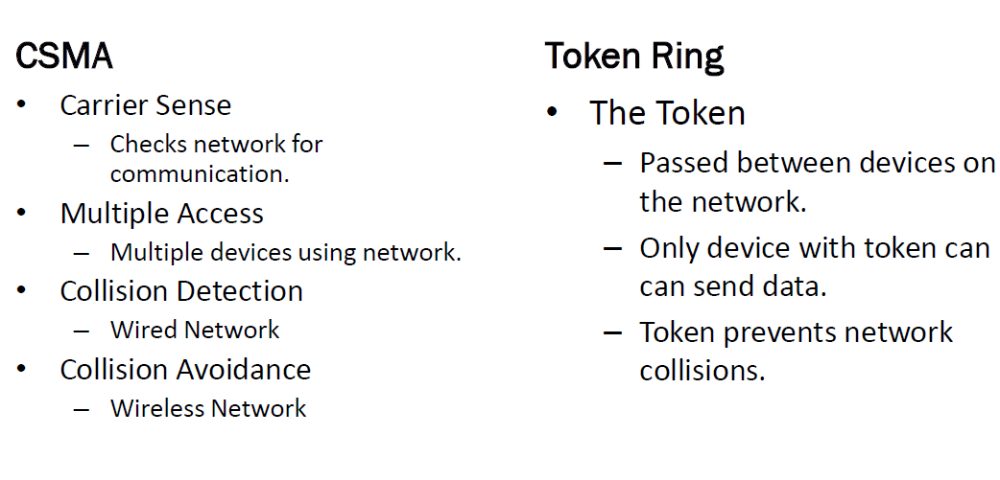 CSMA
• Carrier Sense
– Checks network for
communication.
• Multiple Access
– Multiple devices using network.
• Collision Detection
– Wired Network
• Collision Avoidance
– Wireless Network
Token Ring
• The Token
– Passed between devices on
the network.
– Only device with token can
can send data.
– Token prevents network
collisions.